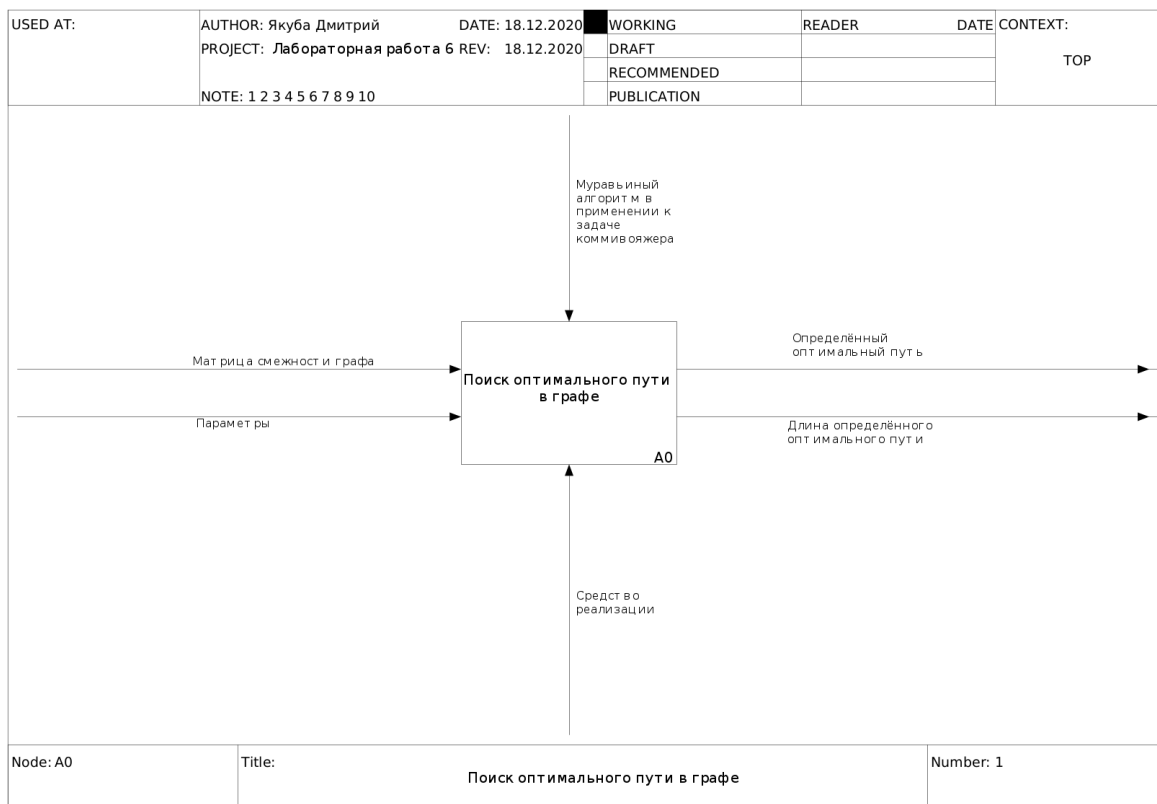 USED AT:
AUTHOR: Якуба Дмитрий
DATE: 18.12.2020
PROJECT: Лабораторная работа 6
REV: 18.12.2020
NOTE: 1 2 3 4 5 6 7 8 9 10
WORKING
DRAFT
RECOMMENDED
PUBLICATION
READER
DATE
CONTEXT:
TOP
Муравьиный
алгоритм в
применении к
задаче
коммивояжера
Матрица смежности графа
Параметры
Поиск оптимального пути
в графе
A0
Определённый
оптимальный путь
Длина определённого
оптимального пути
Средство
реализации
Node: A0
Title:
Поиск оптимального пути в графе
Number: 1